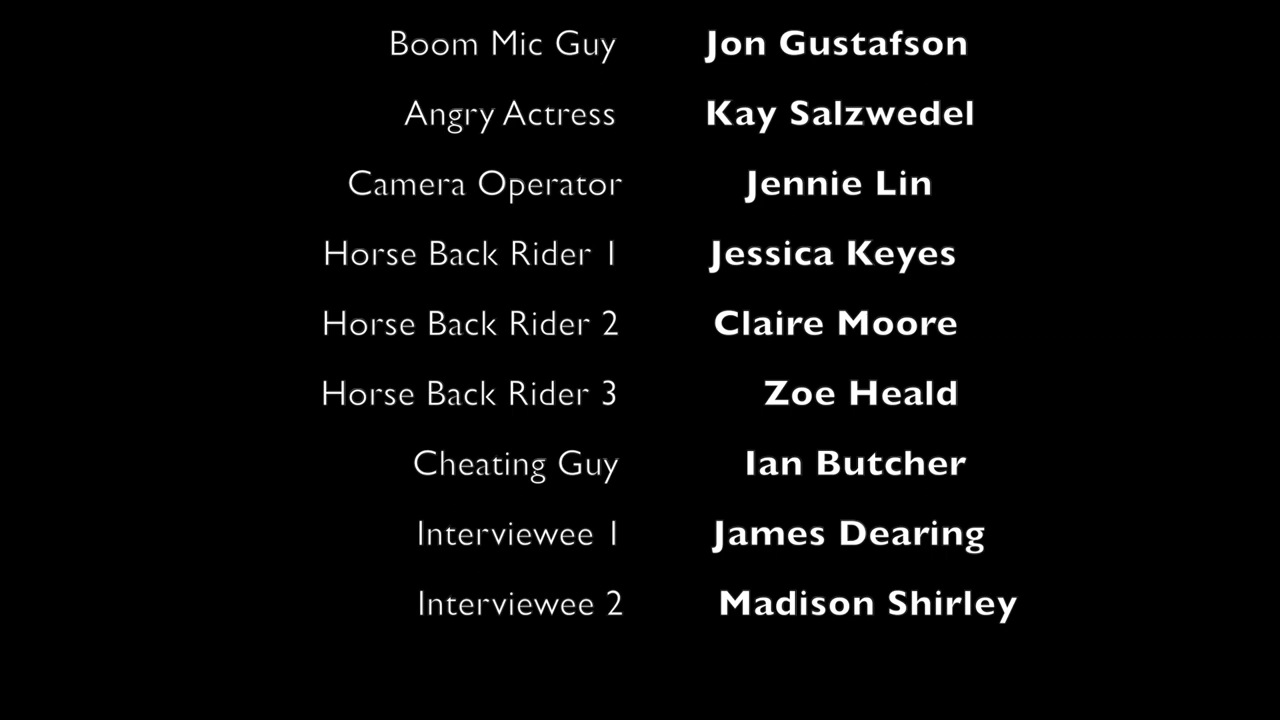 Boom Mic Guy Jon Gustafson
Angry Actress Kay Salzwedel
Camera Operator Jennie Lin
Horse Back Rider 1 Jessica Keyes
Horse Back Rider 2 Claire Moore
Horse Back Rider 3 Zoe Heald
Cheating Guy Ian Butcher
Interviewee 1 James Dearing
Interviewee 2 Madison Shirley